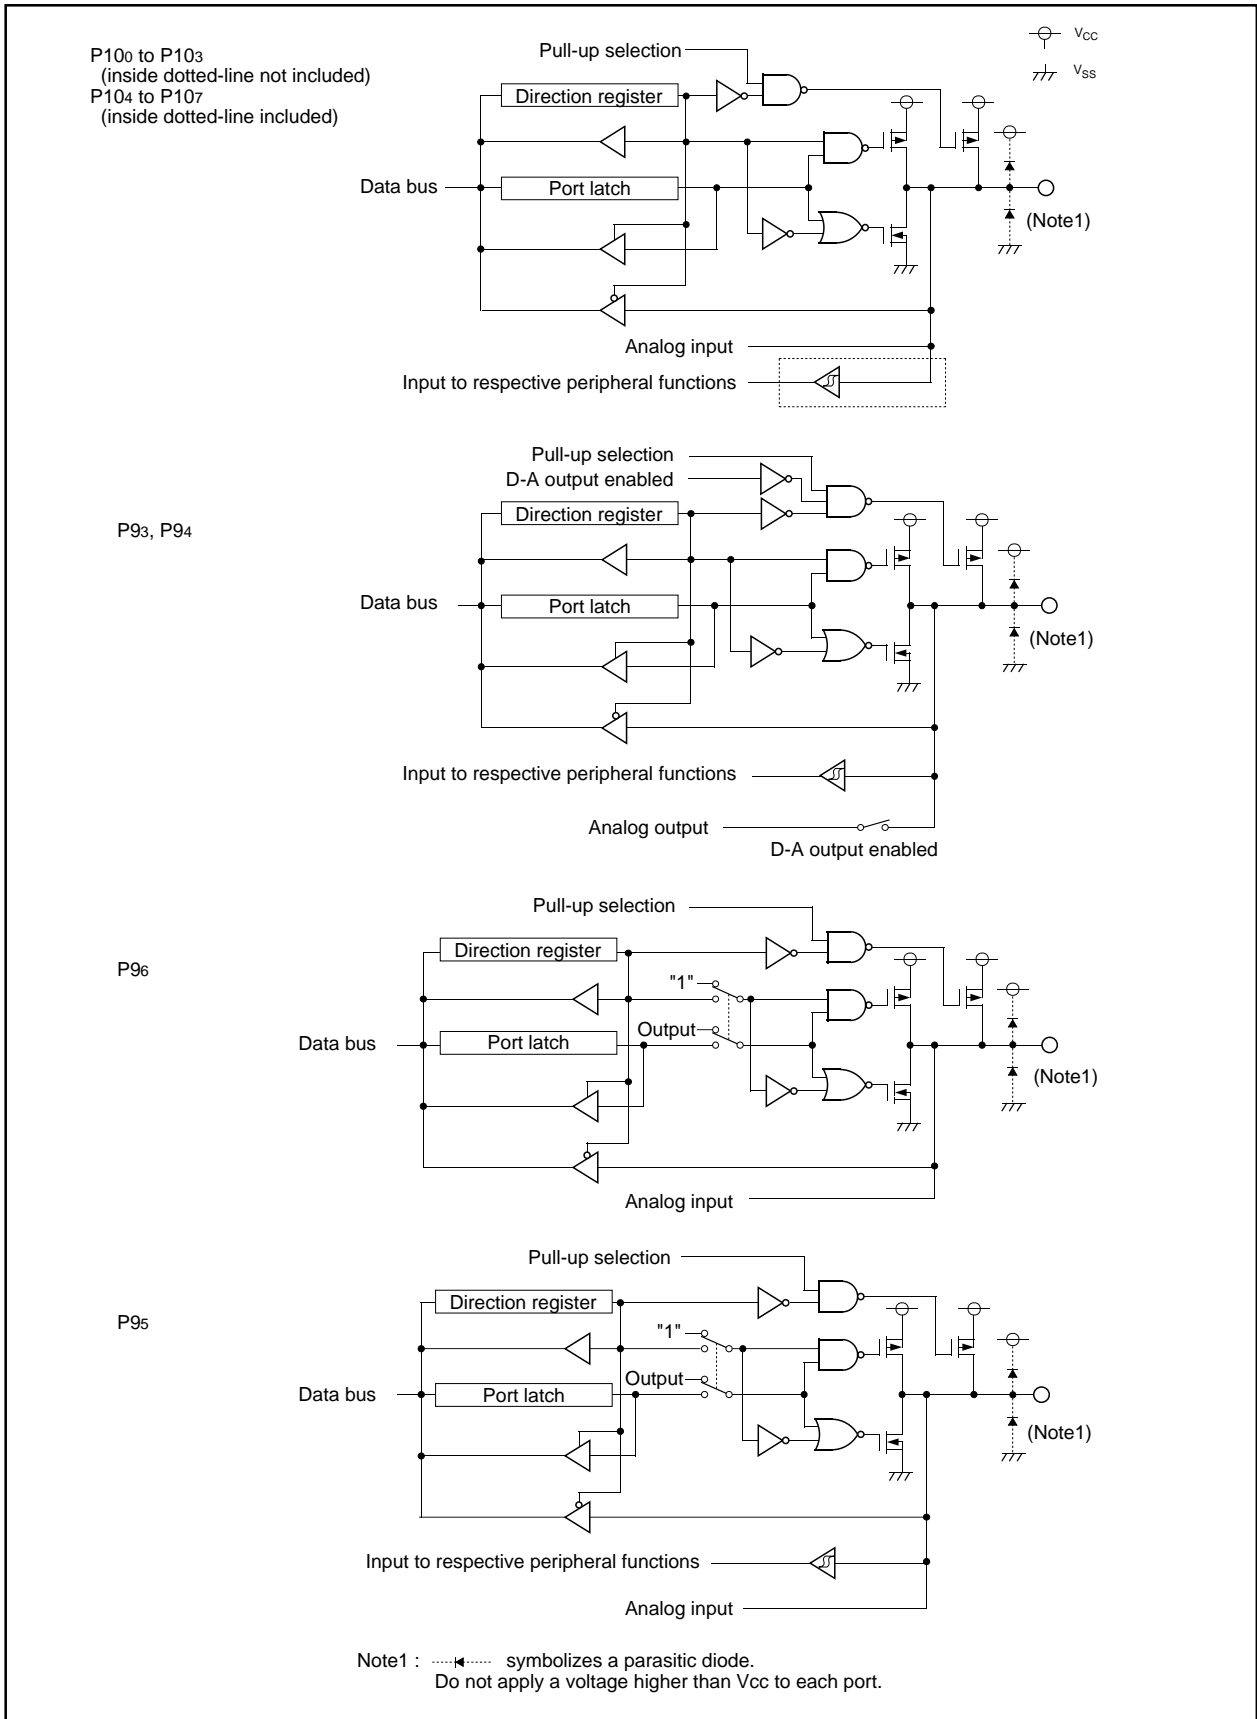 P100 to P103
(inside dotted-line not included)
P104 to P107
(inside dotted-line included)
VCC
VSS
Pull-up selection
Direction register
Data bus
Port latch
(Note1)
Analog input
Input to respective peripheral functions
P93, P94
Pull-up selection
D-A output enabled
Direction register
Data bus
Port latch
(Note1)
Input to respective peripheral functions
Analog output
D-A output enabled
P96
Pull-up selection
Direction register
"1"
Output
Data bus
Port latch
(Note1)
Analog input
P95
Pull-up selection
Direction register
"1"
Output
Data bus
Port latch
(Note1)
Input to respective peripheral functions
Analog input
Note1 : symbolizes a parasitic diode.
Do not apply a voltage higher than Vcc to each port.